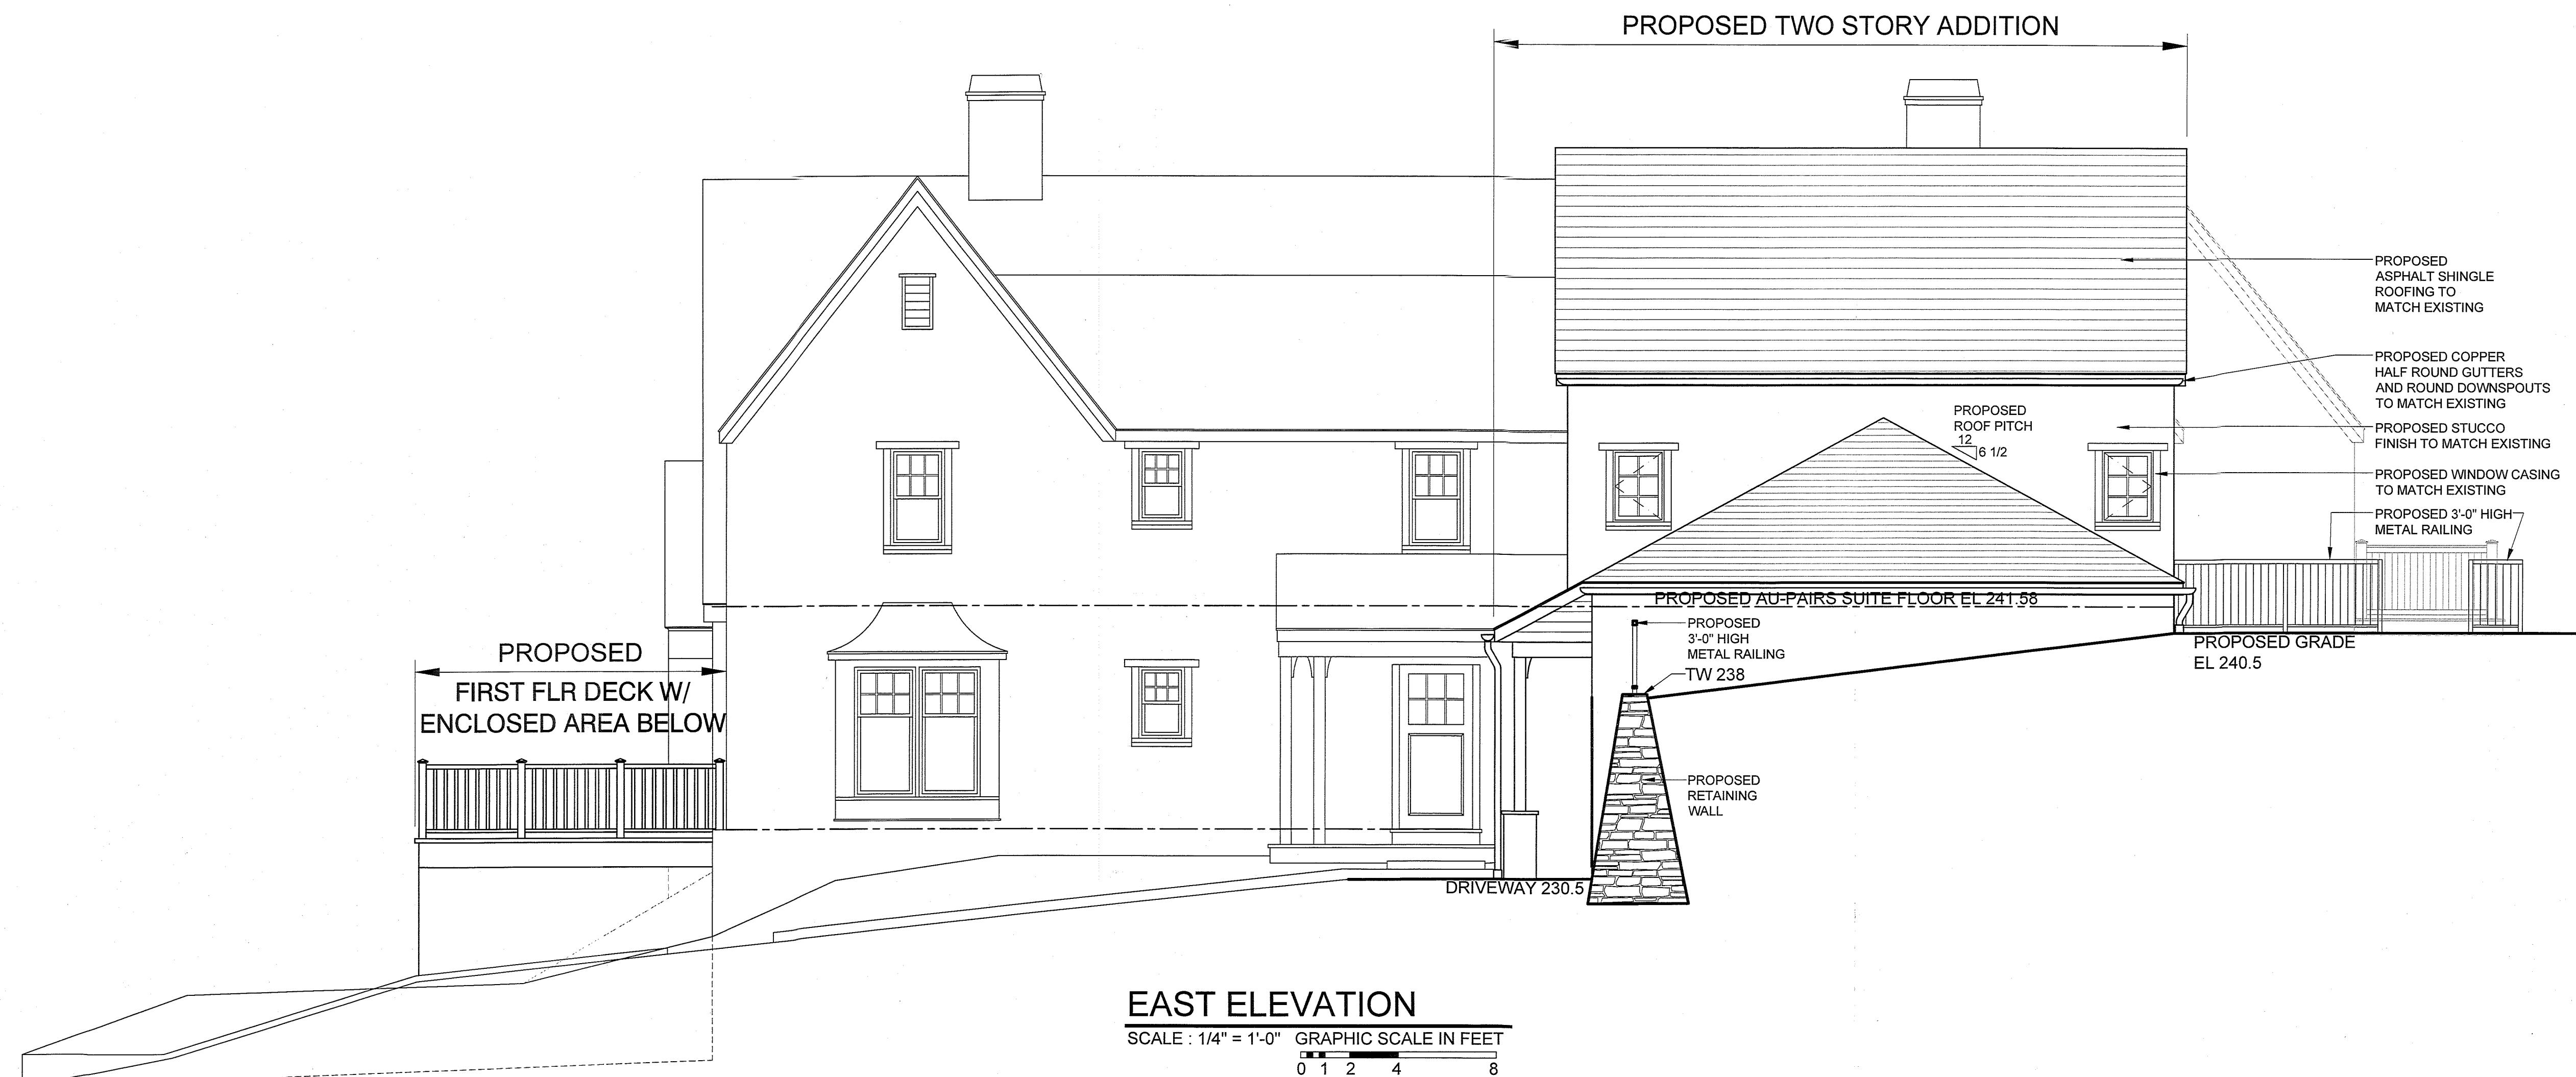 PROPOSED TWO STORY ADDITION
PROPOSED
ASPHALT SHINGLE
ROOFING TO
MATCH EXISTING
PROPOSED COPPER
HALF ROUND GUTTERS
AND ROUND DOWNSPOUTS
TO MATCH EXISTING
PROPOSED
ROOF PITCH
12
6 1/2
PROPOSED STUCCO
FINISH TO MATCH EXISTING
PROPOSED WINDOW CASING
TO MATCH EXISTING
PROPOSED 3'-0" HIGH
METAL RAILING
PROPOSED AU-PAIRS SUITE FLOOR EL 241.58
PROPOSED
3'-0" HIGH
METAL RAILING
TW 238
PROPOSED GRADE
EL 240.5
PROPOSED
FIRST FLR DECK W/
ENCLOSED AREA BELOW
PROPOSED
RETAINING
WALL
DRIVEWAY 230.5
EAST ELEVATION
SCALE : 1/4" = 1'-0" GRAPHIC SCALE IN FEET
0 1 2 4 8